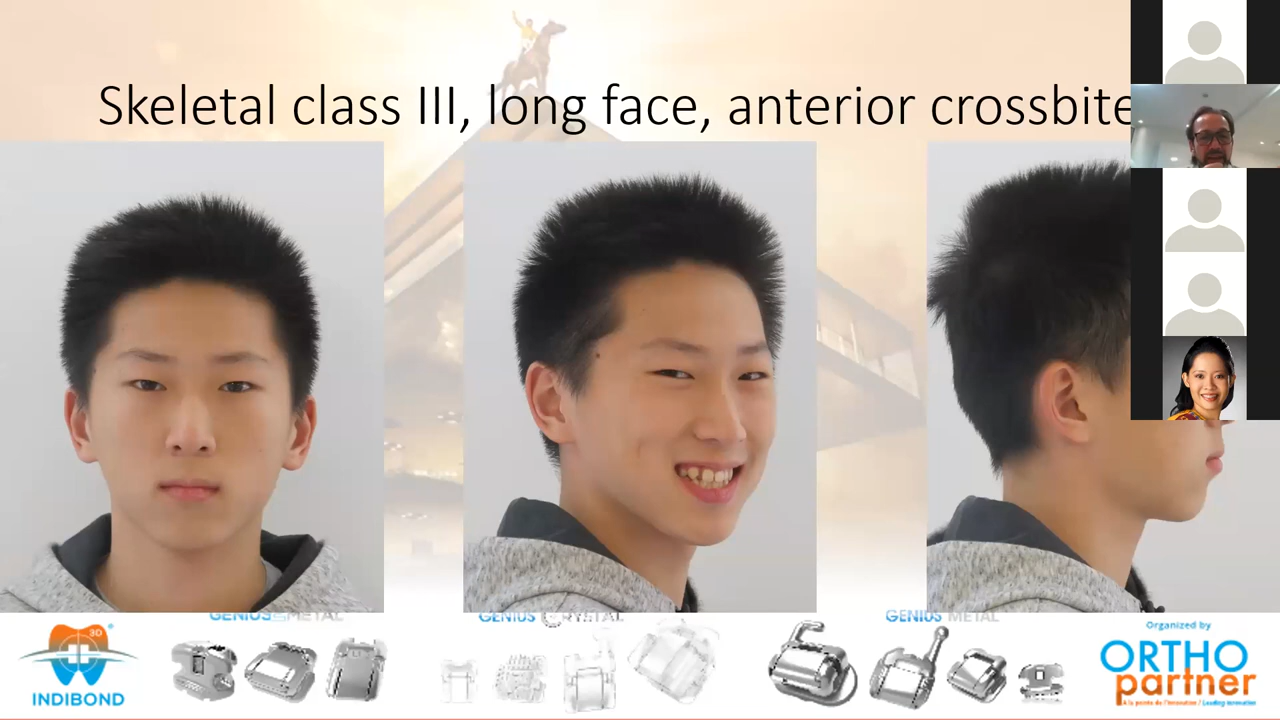 Skeletal class III, long face, anterior crossbite
GENIUS METAL
GENIUS CRYSTAL
GENIUS METAL
3D
INDIBOND
Organized by
ORTHO
partner
À la pointe de l'innovation / Leading innovation